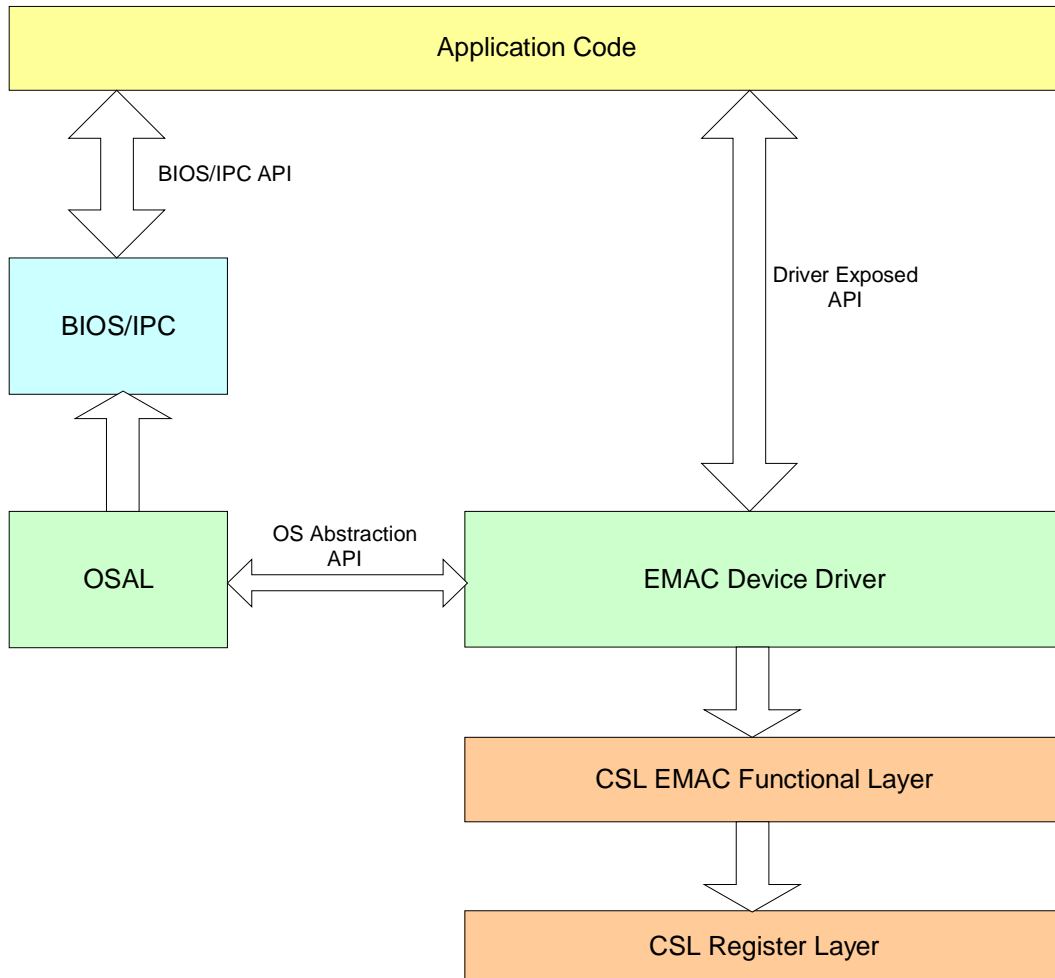 Application Code
BIOS/IPC API
Driver Exposed
API
BIOS/IPC
OS Abstraction
API
OSAL
EMAC Device Driver
CSL EMAC Functional Layer
CSL Register Layer